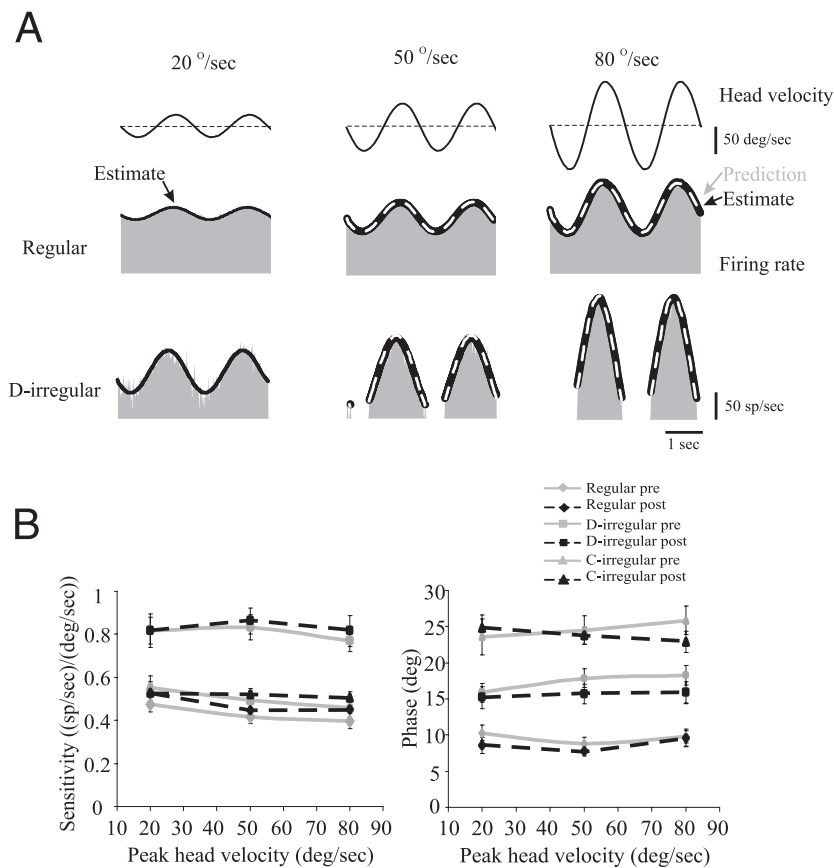 A
20 °/sec
50 °/sec
80 °/sec
Head velocity
50 deg/sec
Estimate
Prediction
Estimate
Regular
Firing rate
D-irregular
50 sp/sec
1 sec
B
Regular pre
Regular post
D-irregular pre
D-irregular post
C-irregular pre
C-irregular post
Sensitivity ((sp/sec)/(deg/sec))
1
0.8
0.6
0.4
0.2
0
10 20 30 40 50 60 70 80 90
Peak head velocity (deg/sec)
Phase (deg)
30
25
20
15
10
5
0
10 20 30 40 50 60 70 80 90
Peak head velocity (deg/sec)